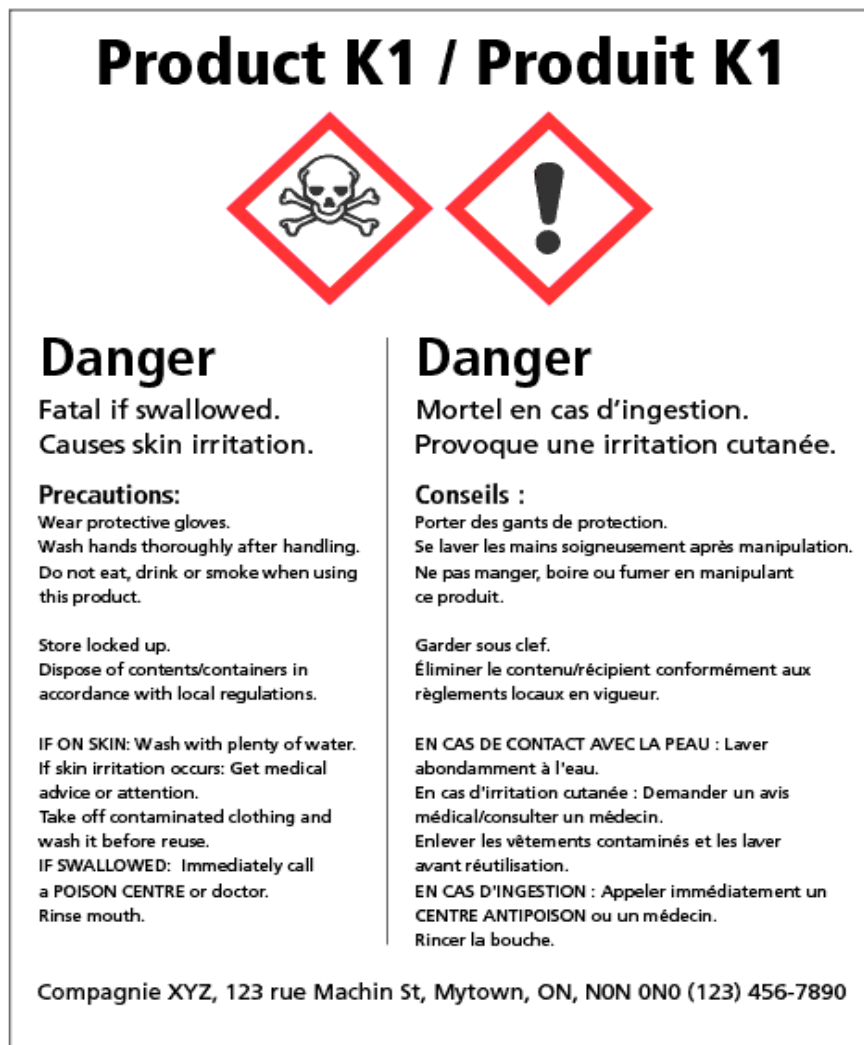 Product K1 / Produit K1
Danger
Fatal if swallowed.
Causes skin irritation.
Precautions:
Wear protective gloves.
Wash hands thoroughly after handling.
Do not eat, drink or smoke when using
this product.
Store locked up.
Dispose of contents/containers in
accordance with local regulations.
IF ON SKIN: Wash with plenty of water.
If skin irritation occurs: Get medical
advice or attention.
Take off contaminated clothing and
wash it before reuse.
IF SWALLOWED: Immediately call
a POISON CENTRE or doctor.
Rinse mouth.
Danger
Mortel en cas d’ingestion.
Provoque une irritation cutanée.
Conseils :
Porter des gants de protection.
Se laver les mains soigneusement après manipulation.
Ne pas manger, boire ou fumer en manipulant
ce produit.
Garder sous clef.
Éliminer le contenu/récipient conformément aux
règlements locaux en vigueur.
EN CAS DE CONTACT AVEC LA PEAU : Laver
abondamment à l'eau.
En cas d'irritation cutanée : Demander un avis
médical/consulter un médecin.
Enlever les vêtements contaminés et les laver
avant réutilisation.
EN CAS D'INGESTION : Appeler immédiatement un
CENTRE ANTIPOISON ou un médecin.
Rincer la bouche.
Compagnie XYZ, 123 rue Machin St, Mytown, ON, N0N 0N0 (123) 456-7890